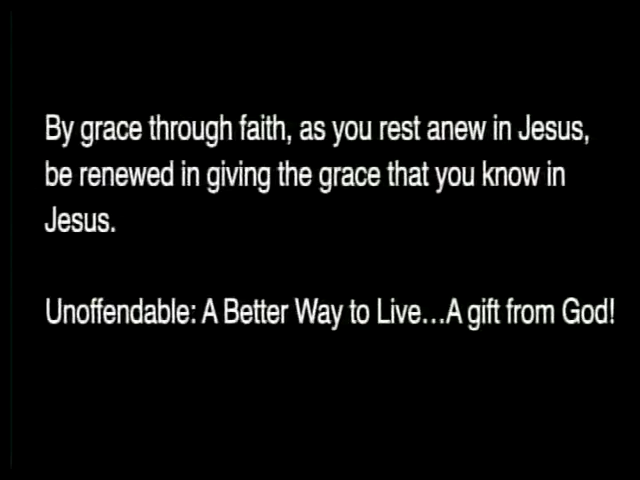 By grace through faith, as you rest anew in Jesus,
be renewed in giving the grace that you know in
Jesus.
Unoffendable: A Better Way to Live...A gift from God!